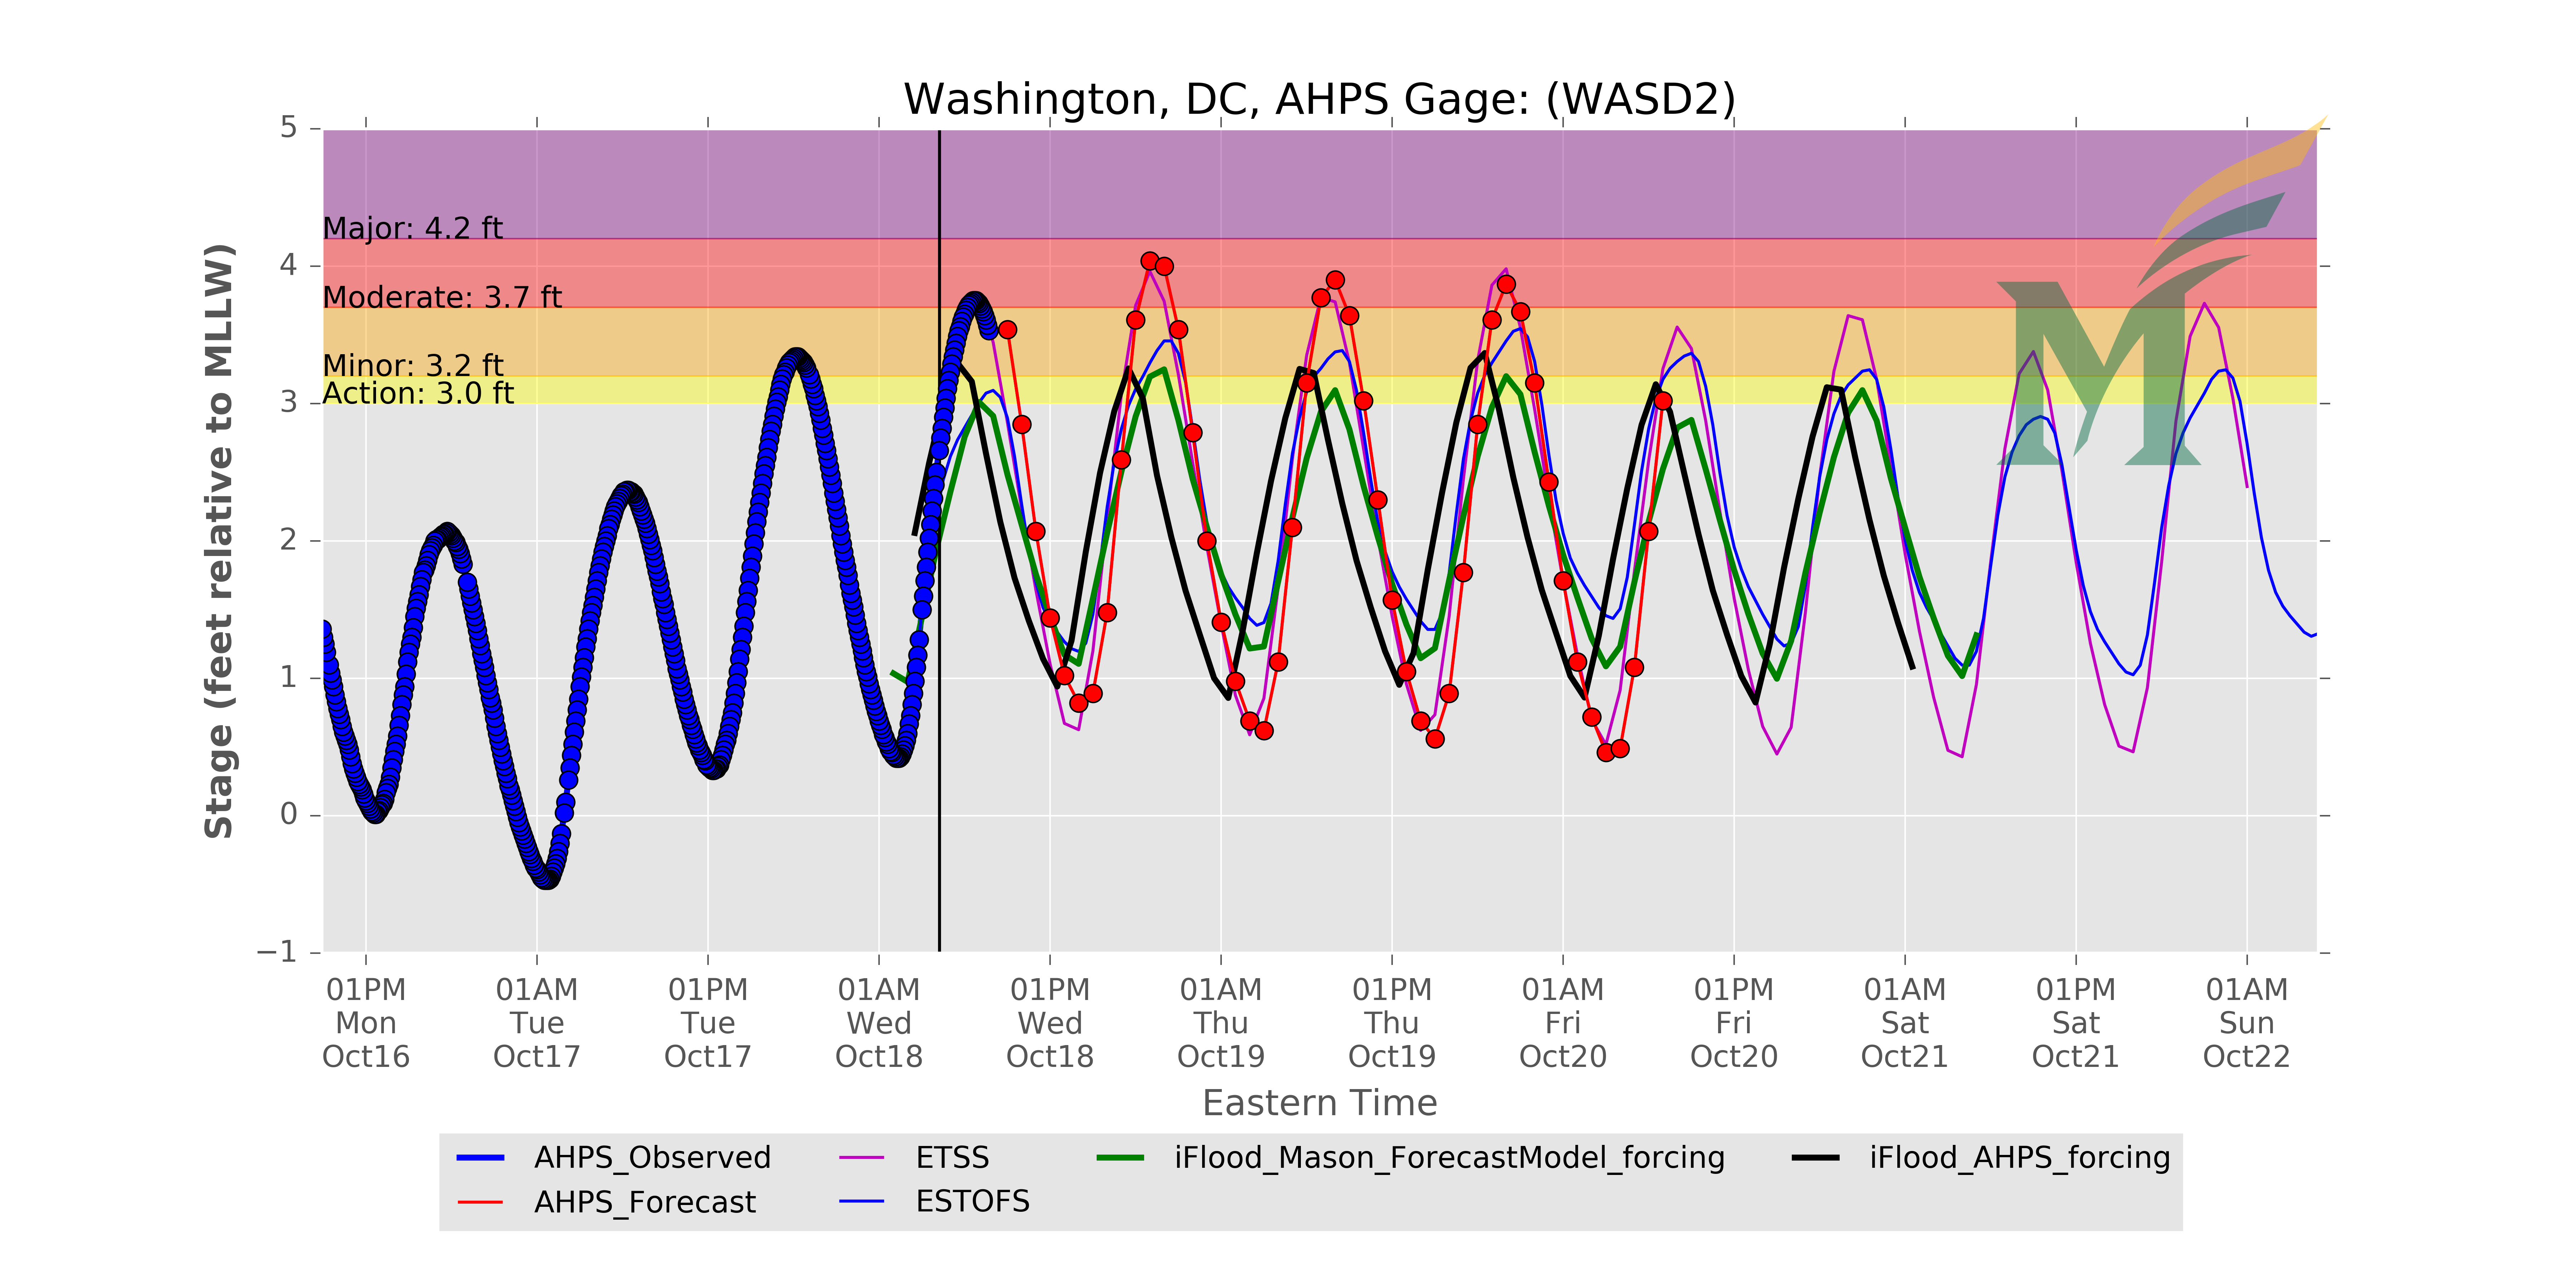 Washington, DC, AHPS Gage: (WASD2)
5
4
3
2
1
0
−1
Stage (feet relative to MLLW)
Major: 4.2 ft
Moderate: 3.7 ft
Minor: 3.2 ft
Action: 3.0 ft
M
01PM 01AM 01PM 01AM 01PM 01AM 01PM 01AM 01PM 01AM 01PM 01AM
Mon Tue Tue Wed Wed Thu Thu Fri Fri Sat Sat Sun
Oct16 Oct17 Oct17 Oct18 Oct18 Oct19 Oct19 Oct20 Oct20 Oct21 Oct21 Oct22
Eastern Time
AHPS_Observed ETSS iFlood_Mason_ForecastModel_forcing iFlood_AHPS_forcing
AHPS_Forecast ESTOFS